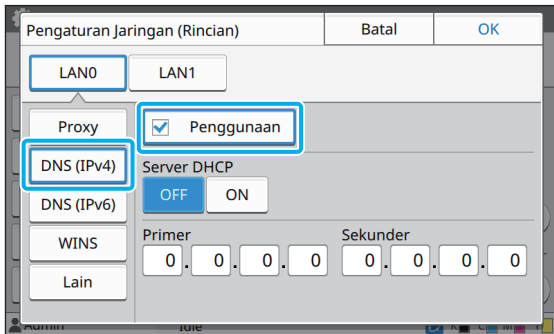 Pengaturan Jaringan (Rincian) Batal OK
LAN0 LAN1
Proxy Penggunaan
DNS (IPv4) Server DHCP
OFF ON
DNS (IPv6)
Primer Sekunder
WINS
0. 0. 0. 0 0. 0. 0. 0
Lain
Admin Idle K C M